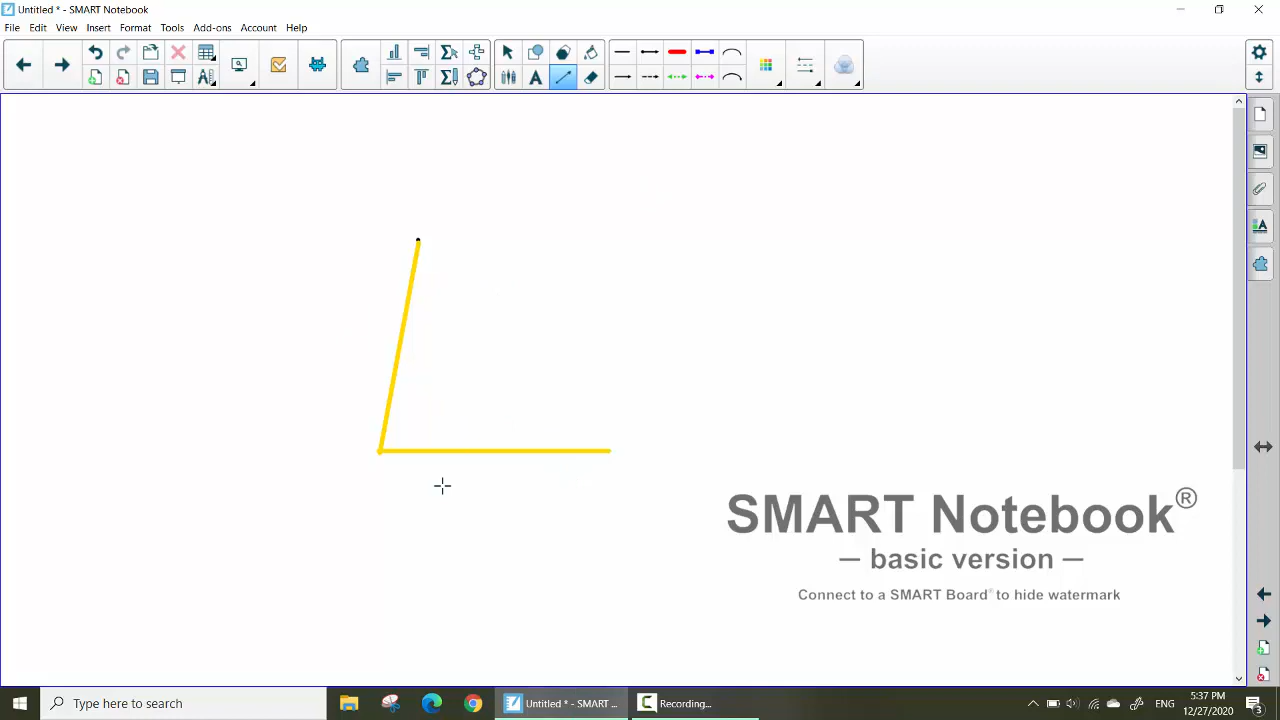 Untitled * - SMART Notebook
File Edit View Insert Format Tools Add-ons Account Help
SMART Notebook®
— basic version —
Connect to a SMART Board® to hide watermark
Type here to search
Untitled * - SMART ...
Recording...
ENG
5:37 PM
12/27/2020
3